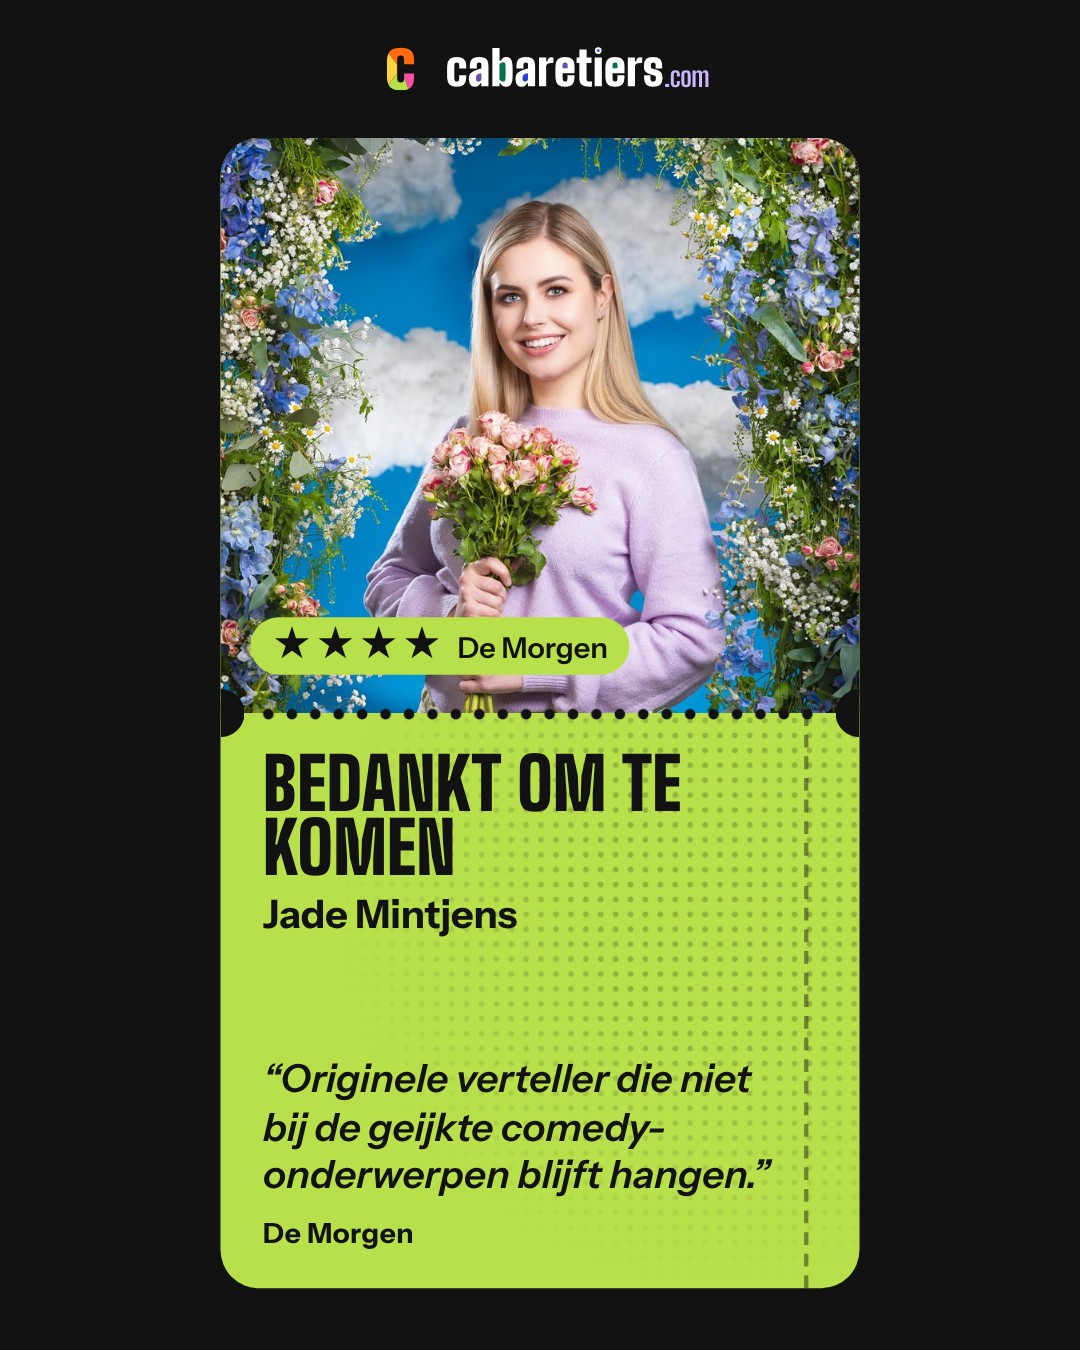 cabaretiers.com
★★★★ De Morgen
BEDANKT OM TE
KOMEN
Jade Mintjens
“Originele verteller die niet
bij de geijkte comedy-
onderwerpen blijft hangen.”
De Morgen